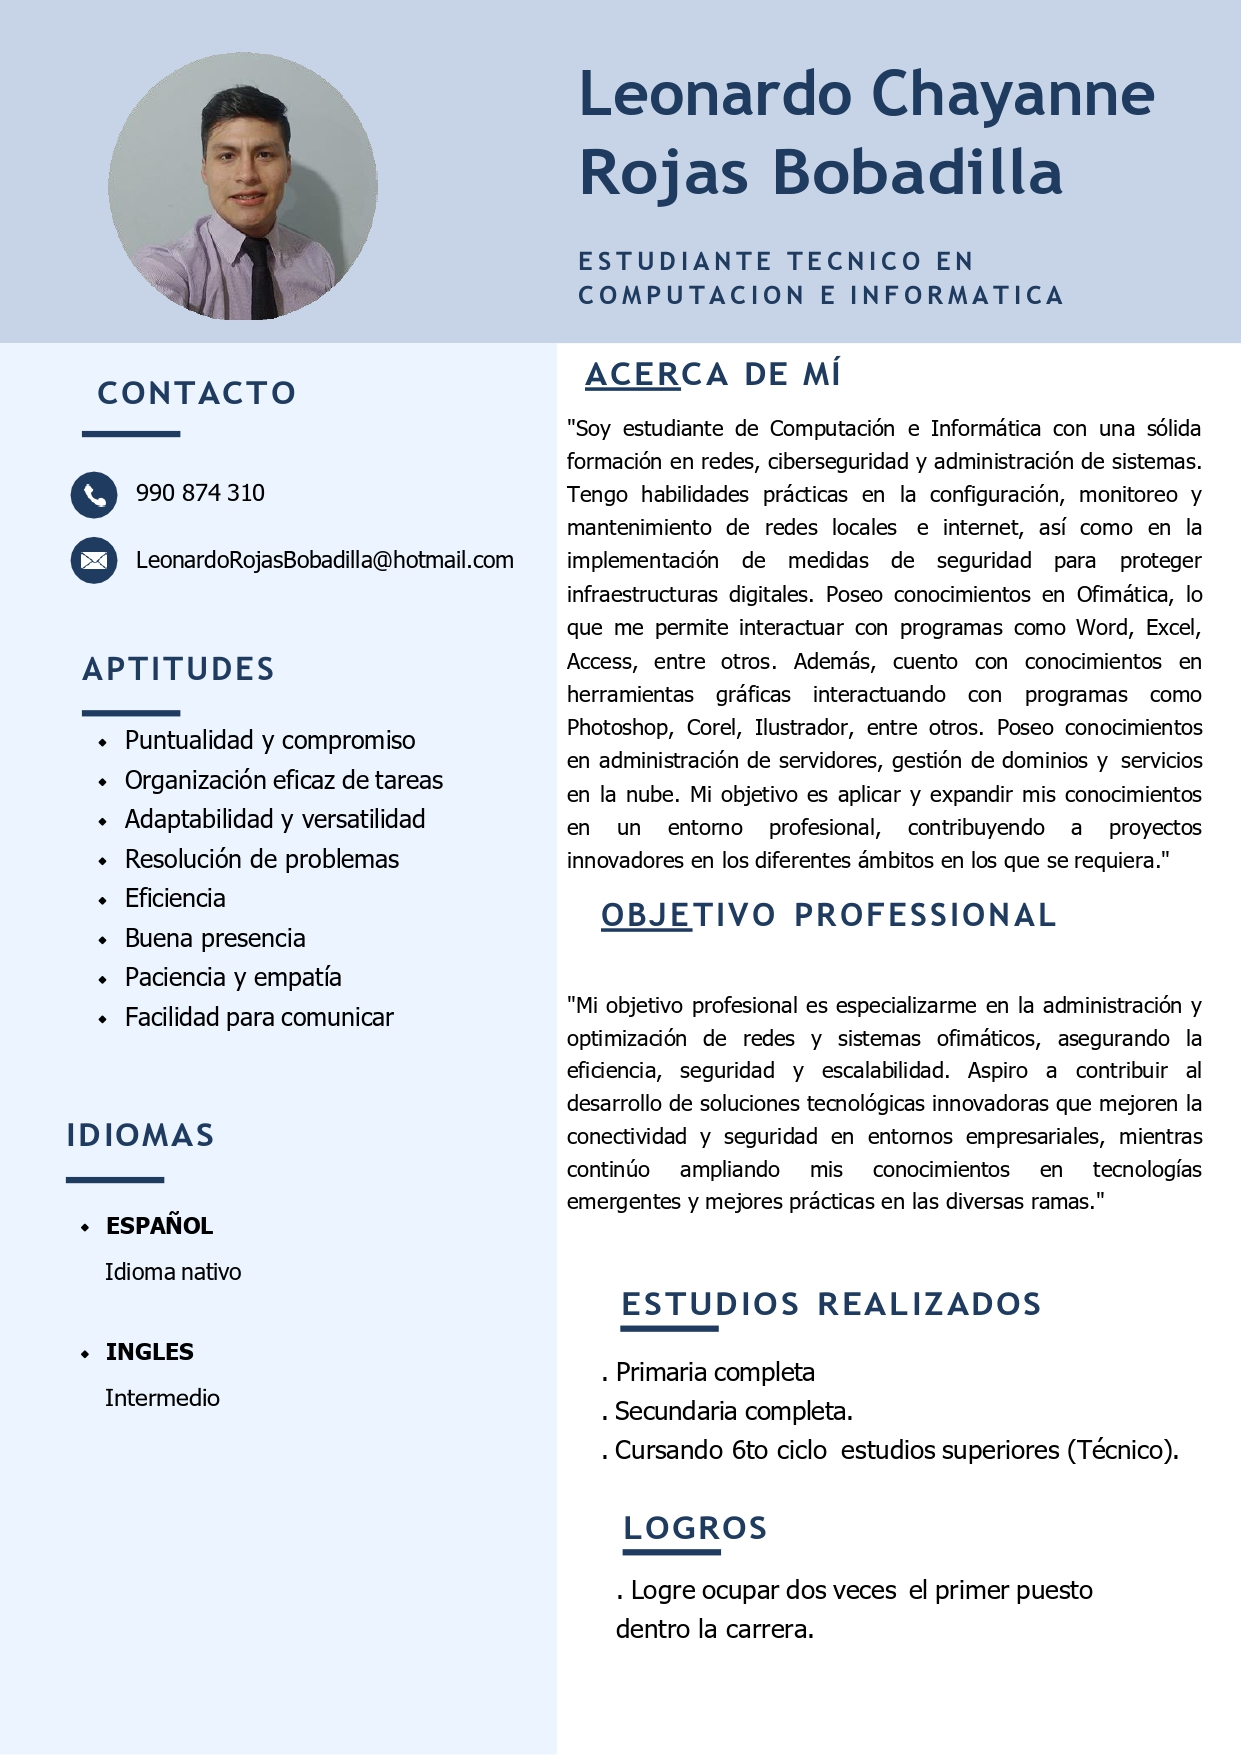 Leonardo Chayanne
Rojas Bobadilla
ESTUDIANTE TECNICO EN
COMPUTACION E INFORMATICA
CONTACTO
990 874 310
LeonardoRojasBobadilla@hotmail.com
APTITUDES
Puntualidad y compromiso
Organización eficaz de tareas
Adaptabilidad y versatilidad
Resolución de problemas
Eficiencia
Buena presencia
Paciencia y empatía
Facilidad para comunicar
IDIOMAS
ESPAÑOL
Idioma nativo
INGLES
Intermedio
ACERCA DE MÍ
"Soy estudiante de Computación e Informática con una sólida
formación en redes, ciberseguridad y administración de sistemas.
Tengo habilidades prácticas en la configuración, monitoreo y
mantenimiento de redes locales e internet, así como en la
implementación de medidas de seguridad para proteger
infraestructuras digitales. Poseo conocimientos en Ofimática, lo
que me permite interactuar con programas como Word, Excel,
Access, entre otros. Además, cuento con conocimientos en
herramientas gráficas interactuando con programas como
Photoshop, Corel, Ilustrador, entre otros. Poseo conocimientos
en administración de servidores, gestión de dominios y servicios
en la nube. Mi objetivo es aplicar y expandir mis conocimientos
en un entorno profesional, contribuyendo a proyectos
innovadores en los diferentes ámbitos en los que se requiera."
OBJETIVO PROFESSIONAL
"Mi objetivo profesional es especializarme en la administración y
optimización de redes y sistemas ofimáticos, asegurando la
eficiencia, seguridad y escalabilidad. Aspiro a contribuir al
desarrollo de soluciones tecnológicas innovadoras que mejoren la
conectividad y seguridad en entornos empresariales, mientras
continúo ampliando mis conocimientos en tecnologías
emergentes y mejores prácticas en las diversas ramas."
ESTUDIOS REALIZADOS
. Primaria completa
. Secundaria completa.
. Cursando 6to ciclo estudios superiores (Técnico).
LOGROS
. Logre ocupar dos veces el primer puesto
dentro la carrera.